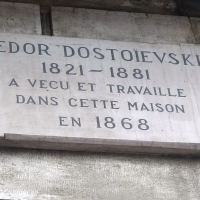 EDOR DOSTOIEVSKI
1821-1881
A VECU ET TRAVAILLE
DANS CETTE MAISON
EN 1868